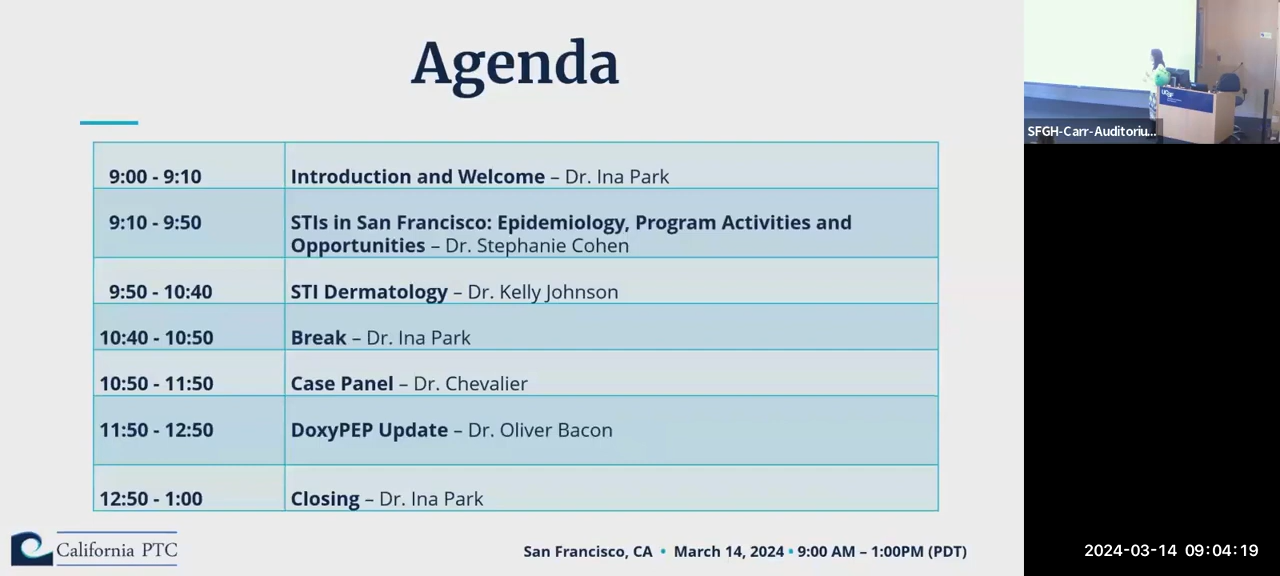 Agenda
9:00 - 9:10 Introduction and Welcome – Dr. Ina Park
9:10 - 9:50 STIs in San Francisco: Epidemiology, Program Activities and
Opportunities – Dr. Stephanie Cohen
9:50 - 10:40 STI Dermatology – Dr. Kelly Johnson
10:40 - 10:50 Break – Dr. Ina Park
10:50 - 11:50 Case Panel – Dr. Chevalier
11:50 - 12:50 DoxyPEP Update – Dr. Oliver Bacon
12:50 - 1:00 Closing – Dr. Ina Park
California PTC
San Francisco, CA • March 14, 2024 • 9:00 AM – 1:00PM (PDT)
UCSF
SFGH-Carr-Auditoriu...
2024-03-14 09:04:19